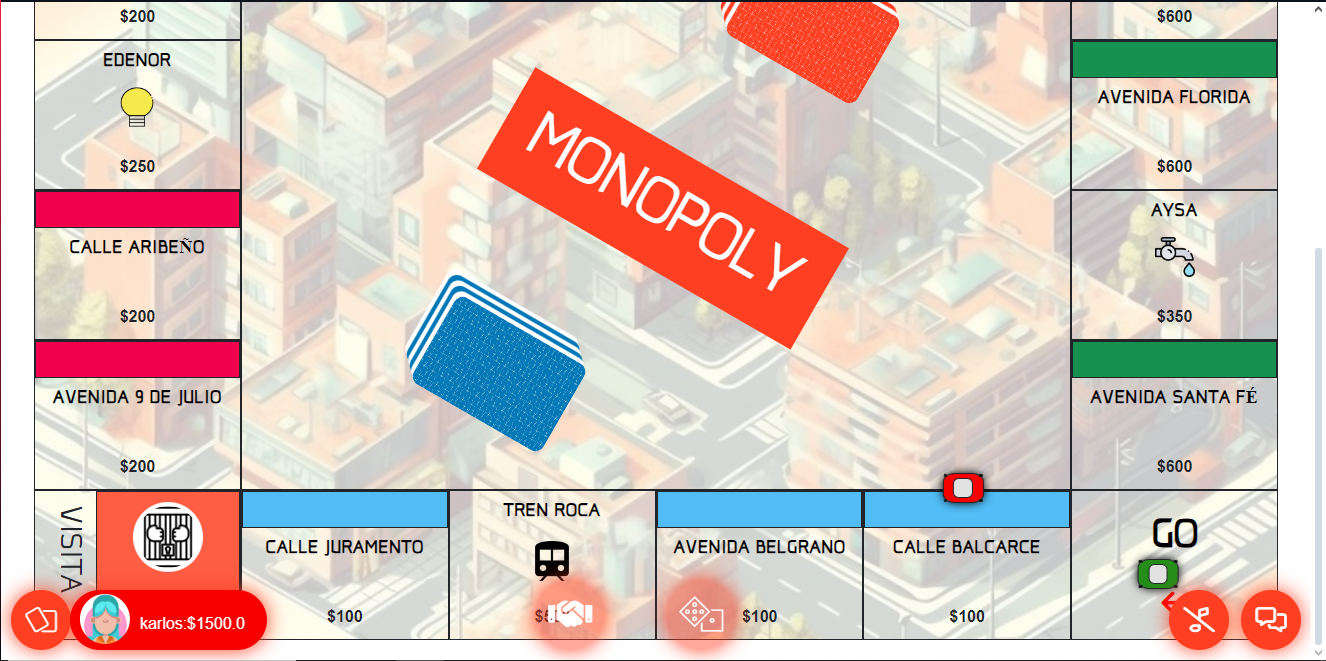 $200
$600
EDENOR
$250
AVENIDA FLORIDA
$600
MONOPOLY
CALLE ARIBEÑO
$200
AYSA
$350
AVENIDA 9 DE JULIO
$200
AVENIDA SANTA FÉ
$600
VISITA
CALLE JURAMENTO
$100
TREN ROCA
AVENIDA BELGRANO
$100
CALLE BALCARCE
$100
GO
karlos:$1500.0